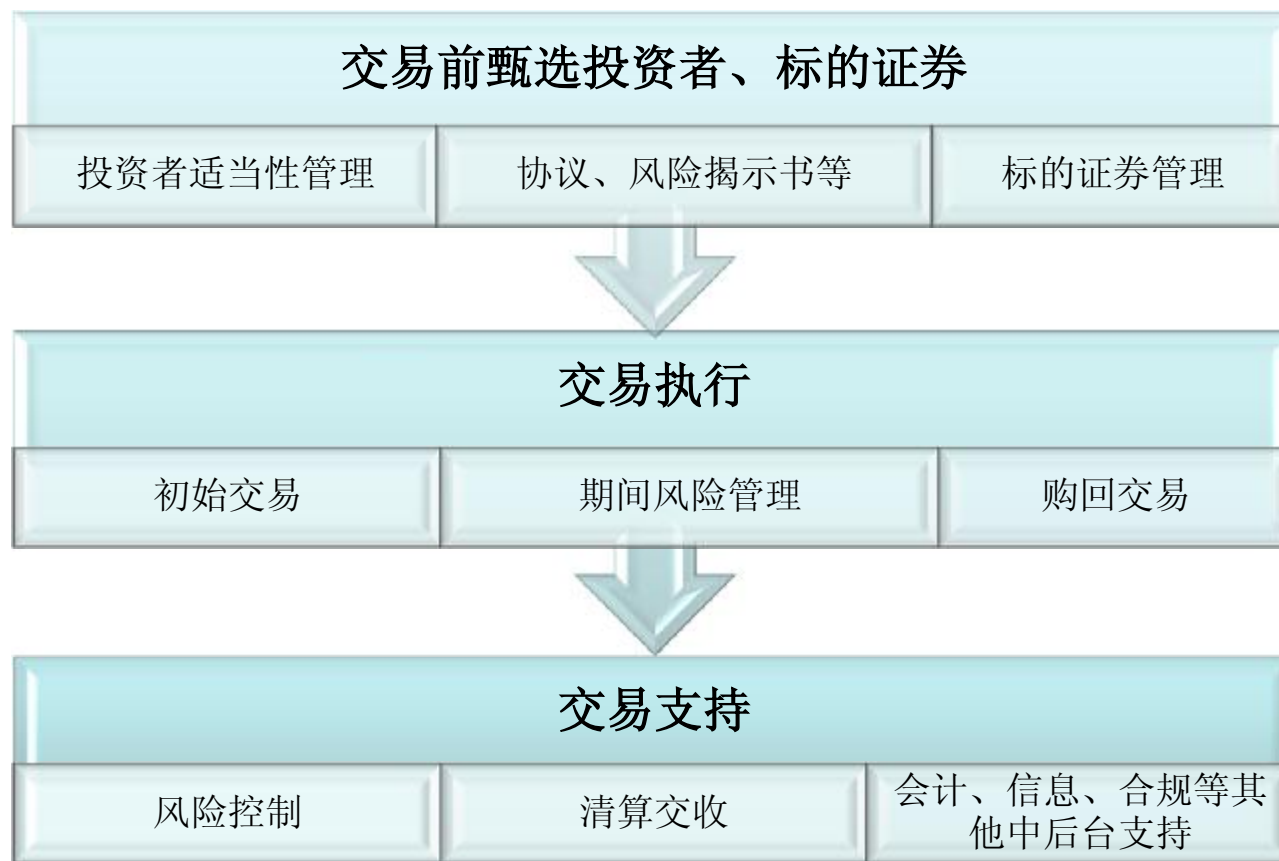 交易前甄选投资者、标的证券
投资者适当性管理
协议、风险揭示书等
标的证券管理
交易执行
初始交易
期间风险管理
购回交易
交易支持
风险控制
清算交收
会计、信息、合规等其
他中后台支持